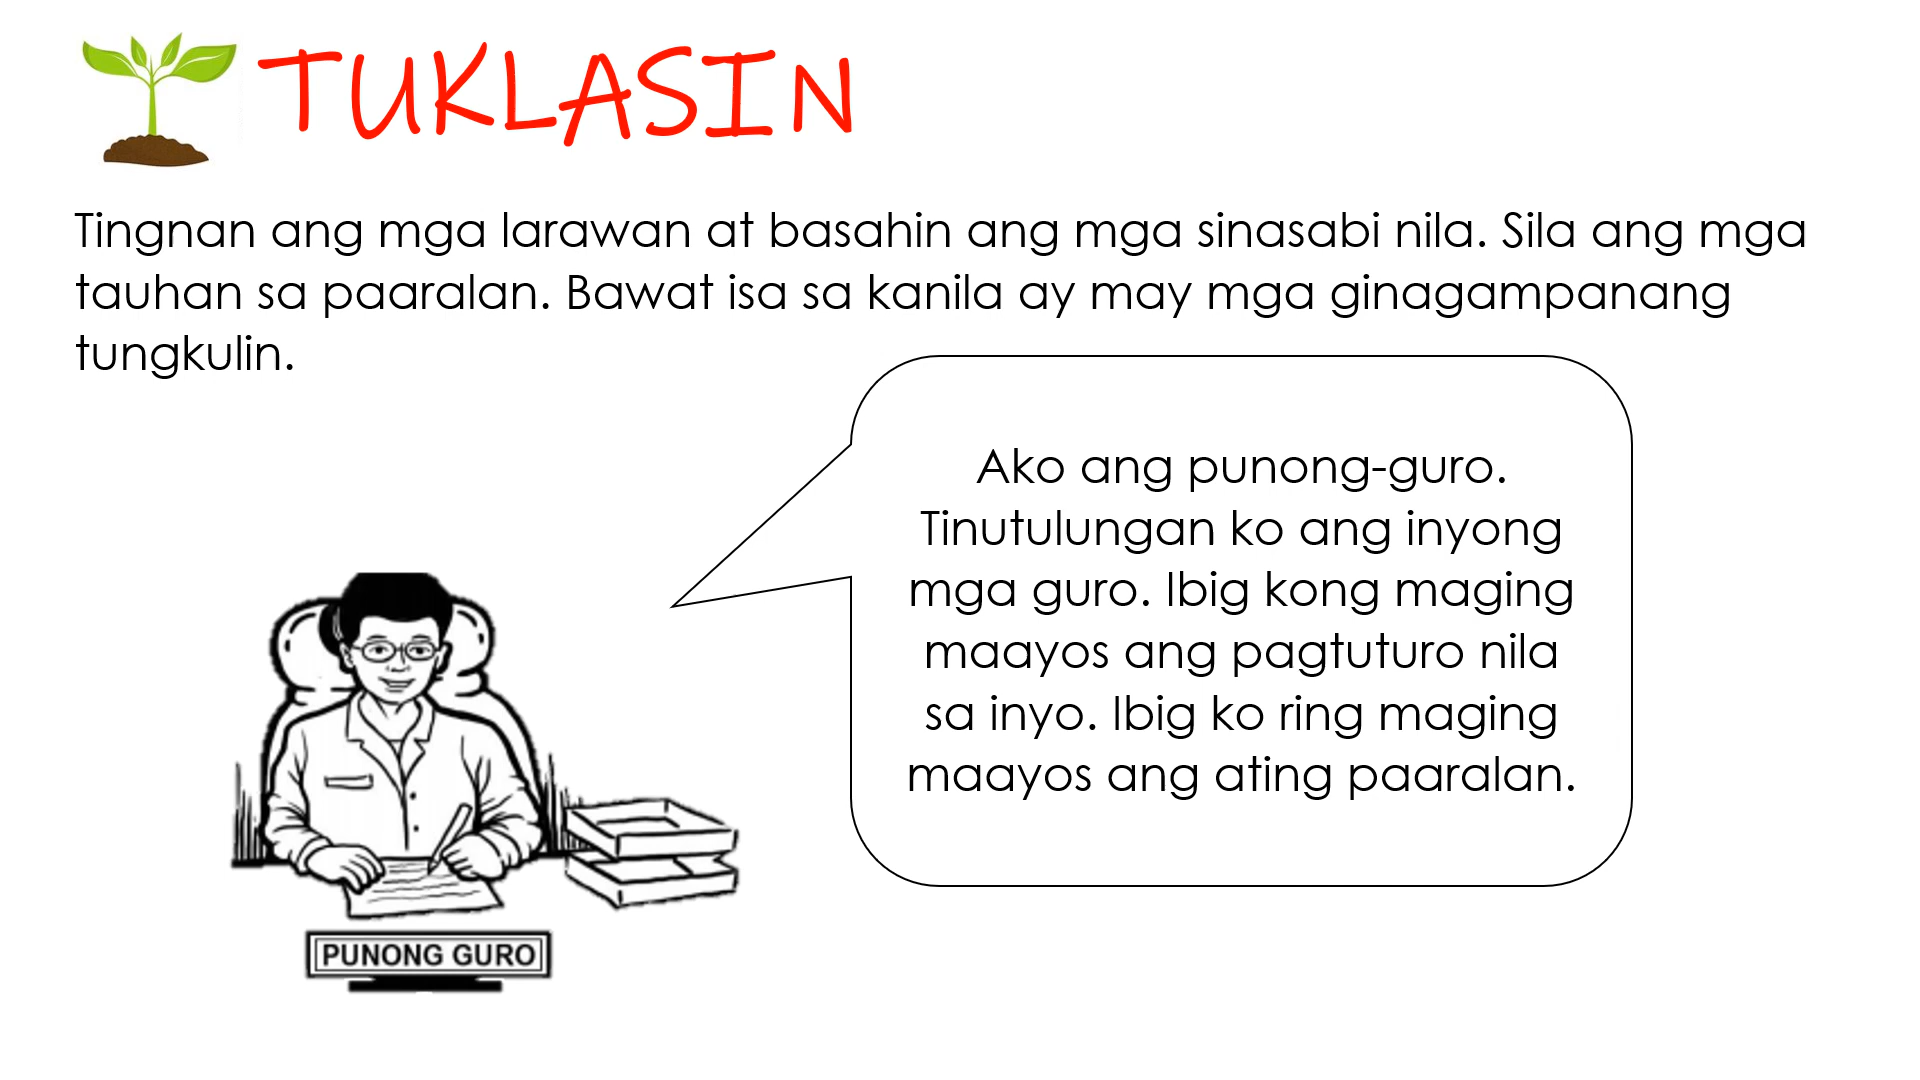 TUKLASIN
Tingnan ang mga larawan at basahin ang mga sinasabi nila. Sila ang mga
tauhan sa paaralan. Bawat isa sa kanila ay may mga ginagampanang
tungkulin.
Ako ang punong-guro.
Tinutulungan ko ang inyong
mga guro. Ibig kong maging
maayos ang pagtuturo nila
sa inyo. Ibig ko ring maging
maayos ang ating paaralan.
PUNONG GURO